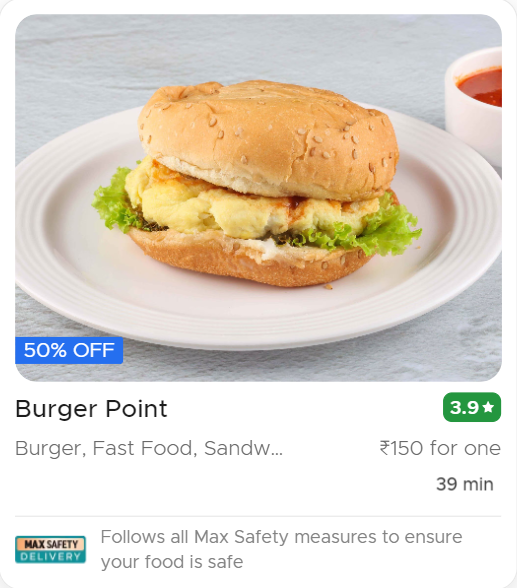 50% OFF
Burger Point
3.9★
Burger, Fast Food, Sandw...
₹150 for one
39 min
MAX SAFETY
DELIVERY
Follows all Max Safety measures to ensure
your food is safe